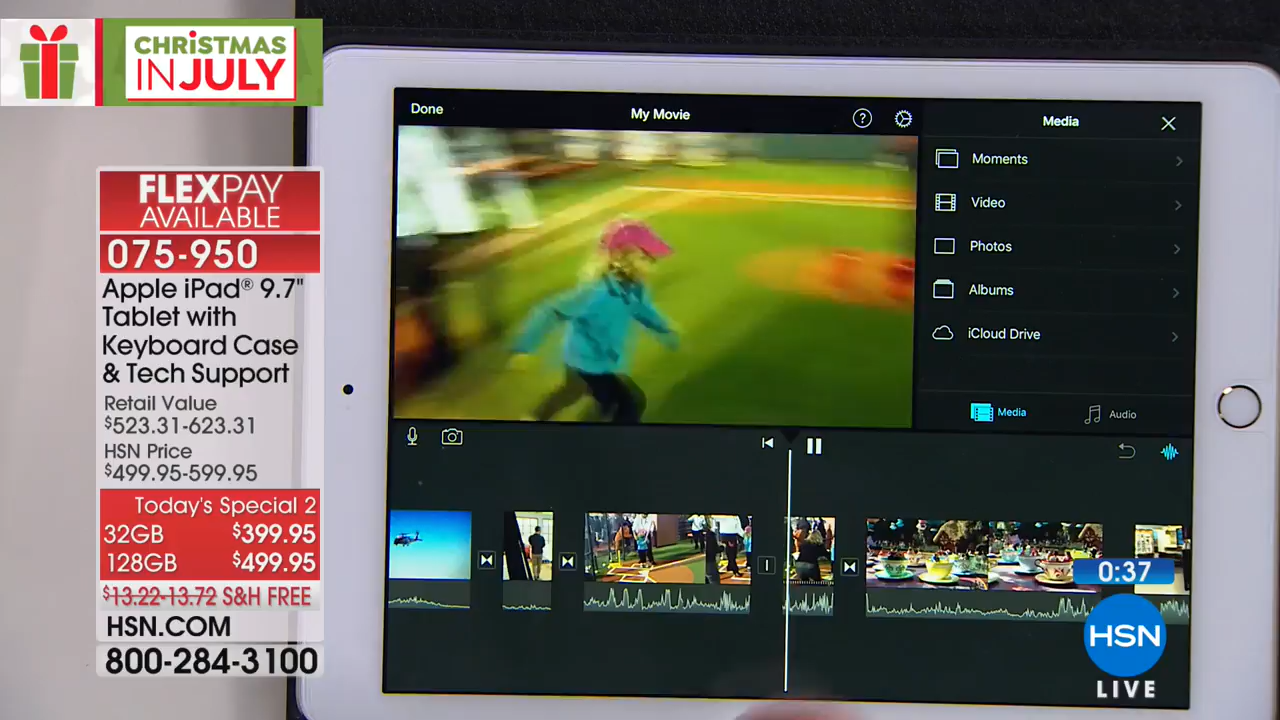 CHRISTMAS
IN JULY
FLEXPAY
AVAILABLE
075-950
Apple iPad® 9.7"
Tablet with
Keyboard Case
& Tech Support
Retail Value
$523.31-623.31
HSN Price
$499.95-599.95
Today's Special 2
32GB $399.95
128GB $499.95
$13.22-13.72 S&H FREE
HSN.COM
800-284-3100
Done
My Movie
?
Media
Moments
Video
Photos
Albums
iCloud Drive
Media
Audio
0:37
HSN
LIVE